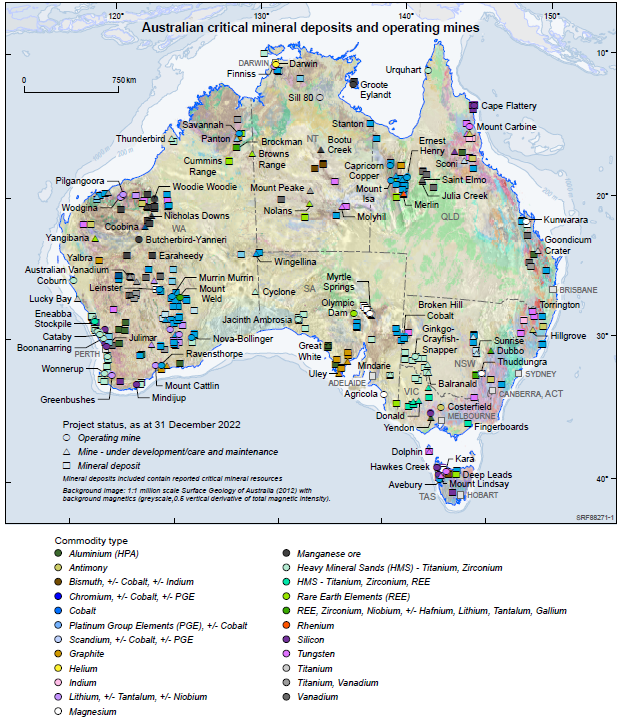 120°
130°
140°
150°
Australian critical mineral deposits and operating mines
10°
DARWIN
Darwin
Finniss
Urquhart
0
750 km
Groote
Eylandt
Sill 80
Cape Flattery
Savannah
Stanton
Mount Carbine
Thunderbird
Panton
Brockman
NT
Bootu
Creek
Ernest
Henry
Browns
Range
Sconi
Cummins
Range
Capricorn
Copper
Saint Elmo
Pilgangoora
Woodie Woodie
Mount Peake
Mount
Isa
Julia Creek
20°
20°
Merlin
Wodgina
Nicholas Downs
Nolans
Molyhil
QLD
Kunwarara
Coobina
WA
Yangibana
Butcherbird-Yanneri
Goondicum
Crater
Yalbra
Earaheedy
Wingellina
Australian Vanadium
Coburn
Murrin Murrin
Myrtle
Springs
BRISBANE
Leinster
Mount
Weld
Cyclone
SA
Lucky Bay
Olympic
Dam
Broken Hill
Cobalt
Torrington
Eneabba
Stockpile
Jacinth Ambrosia
Ginkgo-
Crayfish-
Snapper
30°
Cataby
Julimar
Nova-Bollinger
Great
White
Sunrise
Hillgrove
30°
Boonanarring
Dubbo
PERTH
Ravensthorpe
Mindarie
NSW
Thuddungra
Wonnerup
Uley
SYDNEY
ADELAIDE
Balranald
Mount Cattlin
Agricola
VIC
CANBERRA, ACT
Greenbushes
Mindijup
Donald
Costerfield
MELBOURNE
Yendon
Fingerboards
Project status, as at 31 December 2022
Operating mine
Mine - under development/care and maintenance
Mineral deposit
Dolphin
Kara
Hawkes Creek
Deep Leads
Mineral deposits included contain reported critical mineral resources
Avebury
Mount Lindsay
40°
Background image: 1:1 million scale Surface Geology of Australia (2012) with
background magnetics (greyscale,0.5 vertical derivative of total magnetic intensity).
TAS
HOBART
SRF88271-1
Commodity type
Aluminium (HPA)
Antimony
Bismuth, +/- Cobalt, +/- Indium
Chromium, +/- Cobalt, +/- PGE
Cobalt
Platinum Group Elements (PGE), +/- Cobalt
Scandium, +/- Cobalt, +/- PGE
Graphite
Helium
Indium
Lithium, +/- Tantalum, +/- Niobium
Magnesium
Manganese ore
Heavy Mineral Sands (HMS) - Titanium, Zirconium
HMS - Titanium, Zirconium, REE
Rare Earth Elements (REE)
REE, Zirconium, Niobium, +/- Hafnium, Lithium, Tantalum, Gallium
Rhenium
Silicon
Tungsten
Titanium
Titanium, Vanadium
Vanadium